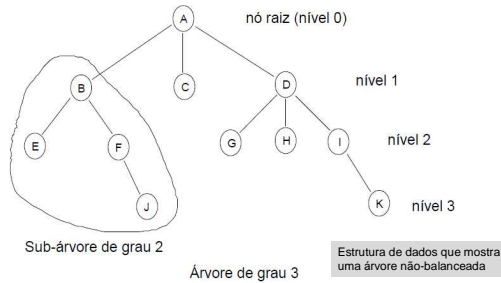 A
nó raiz (nível 0)
B
C
D
nível 1
E
F
G
H
I
nível 2
J
K
nível 3
Sub-árvore de grau 2
Árvore de grau 3
Estrutura de dados que mostra
uma árvore não-balanceada